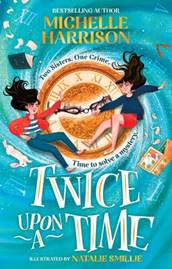 BESTSELLING AUTHOR
MICHELLE
HARRISON
Two Sisters. One Crime.
Time to solve a mystery.
TWICE
UPON
A
TIME
ILLUSTRATED BY NATALIE SMILLIE